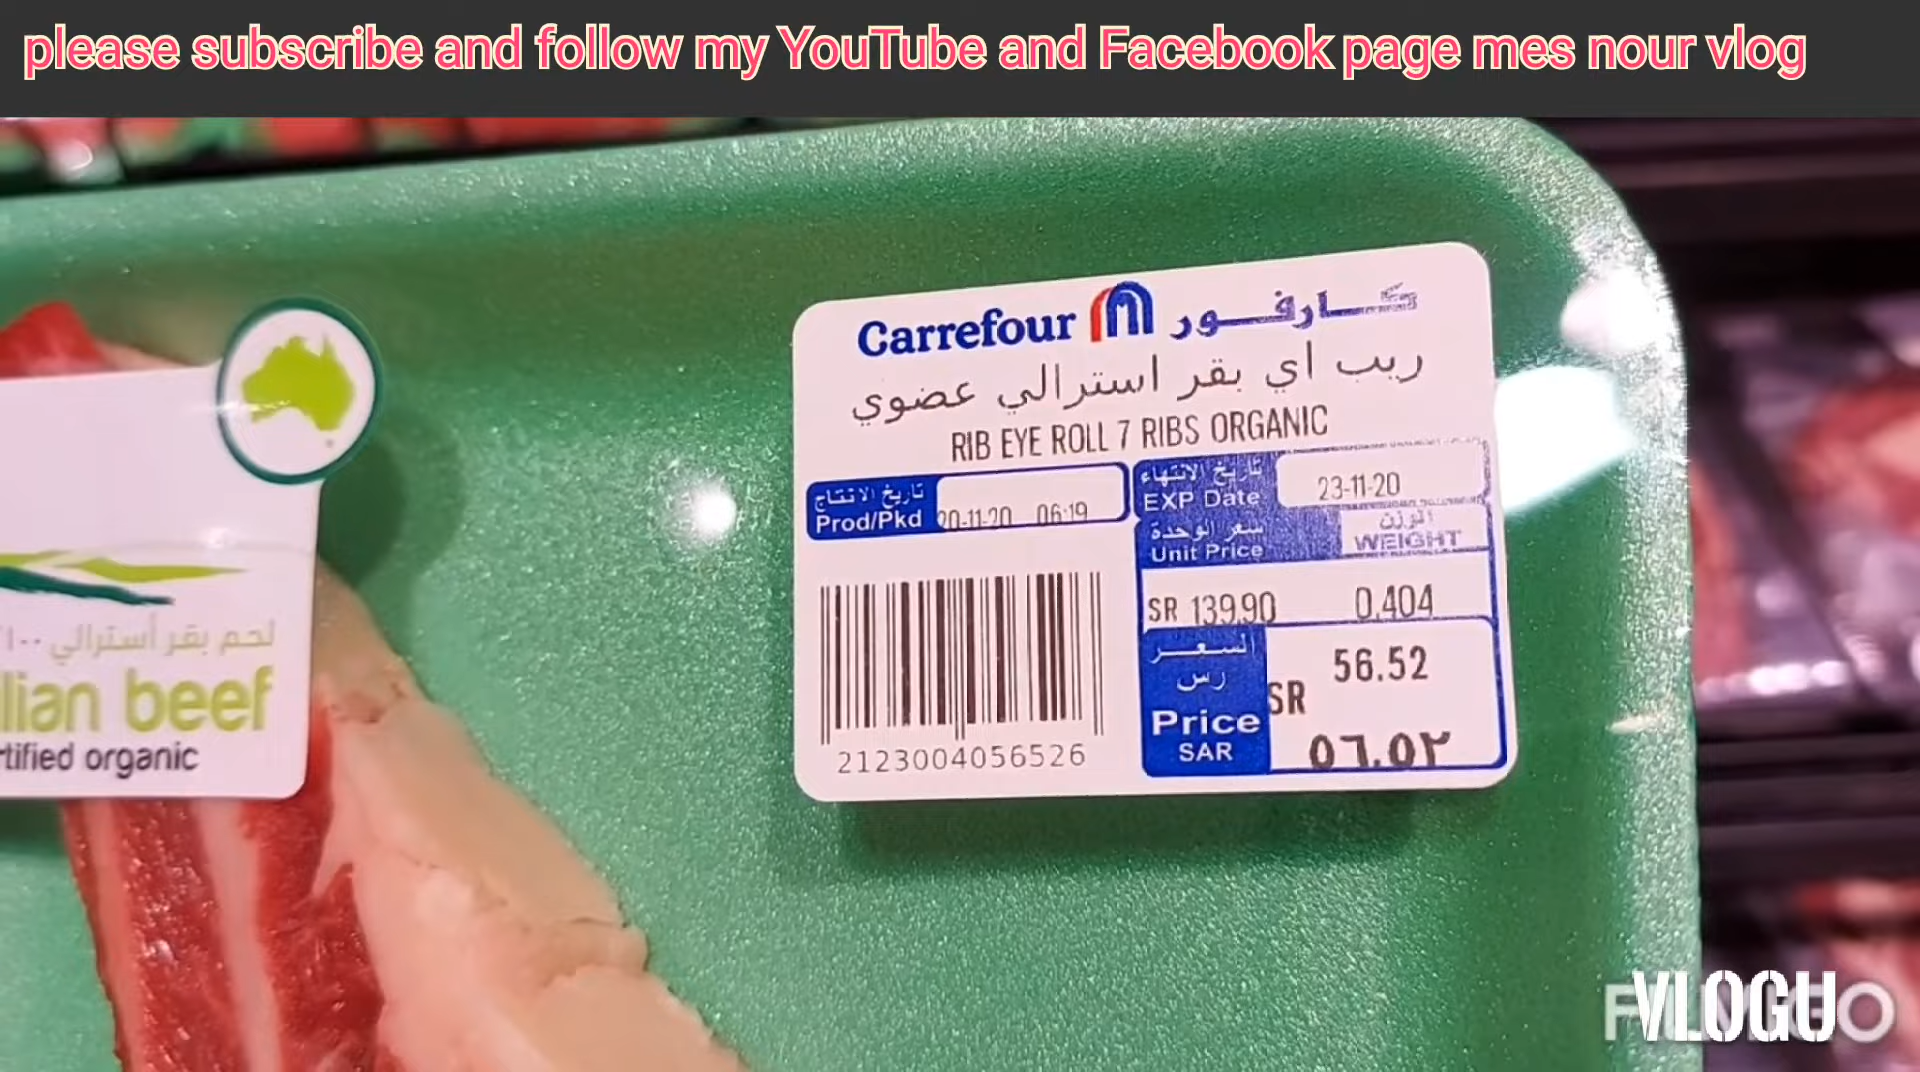 please subscribe and follow my YouTube and Facebook page mes nour vlog
Carrefour كارفور
ريب اي بقر استرالي عضوي
RIB EYE ROLL 7 RIBS ORGANIC
تاريخ الانتاج
Prod/Pkd 20-11-20 06:19
تاريخ الانتهاء
EXP Date 23-11-20
سعر الوحدة
Unit Price
الوزن
WEIGHT
SR 139.90 0.404
السعر
رس
Price
SAR
SR 56.52
٥٦.٥٢
2123004056526
لحم بقر أسترالي ١٠٠
lian beef
rtified organic
VLOGU